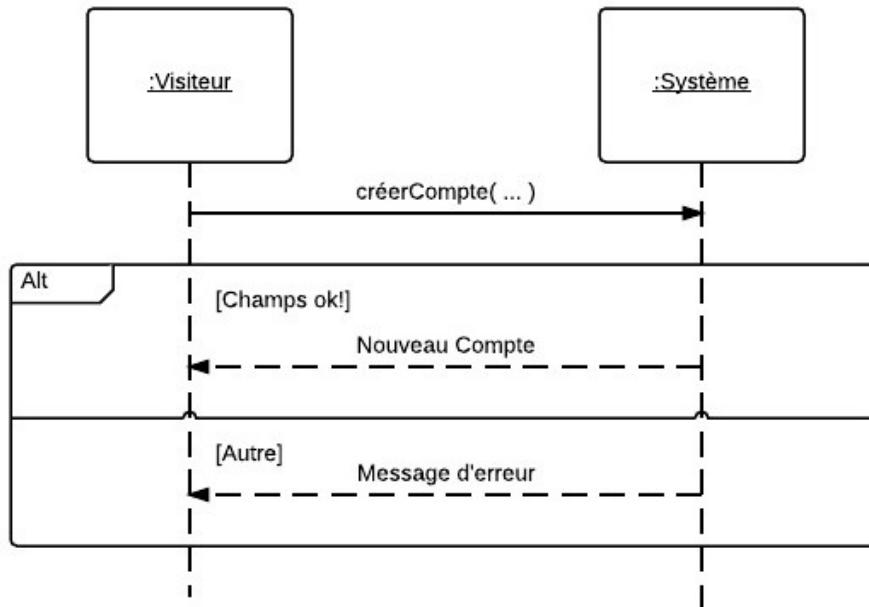 :Visiteur
:Système
créerCompte( ... )
Alt
[Champs ok!]
Nouveau Compte
[Autre]
Message d'erreur